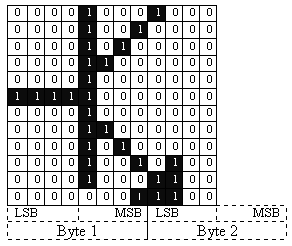 0 0 0 0 1 0 0 0 1 0 0 0
0 0 0 0 1 0 0 1 0 0 0 0
0 0 0 0 1 0 1 0 0 0 0 0
0 0 0 0 1 1 0 0 0 0 0 0
0 0 0 0 1 0 0 0 0 0 0 0
1 1 1 1 1 0 0 0 0 0 0 0
0 0 0 0 1 0 0 0 0 0 0 0
0 0 0 0 1 1 0 0 0 0 0 0
0 0 0 0 1 0 1 0 0 0 0 0
0 0 0 0 1 0 0 1 0 1 0 0
0 0 0 0 1 0 0 0 1 1 0 0
0 0 0 0 0 0 0 1 1 1 0 0
LSB MSB LSB MSB
Byte 1 Byte 2